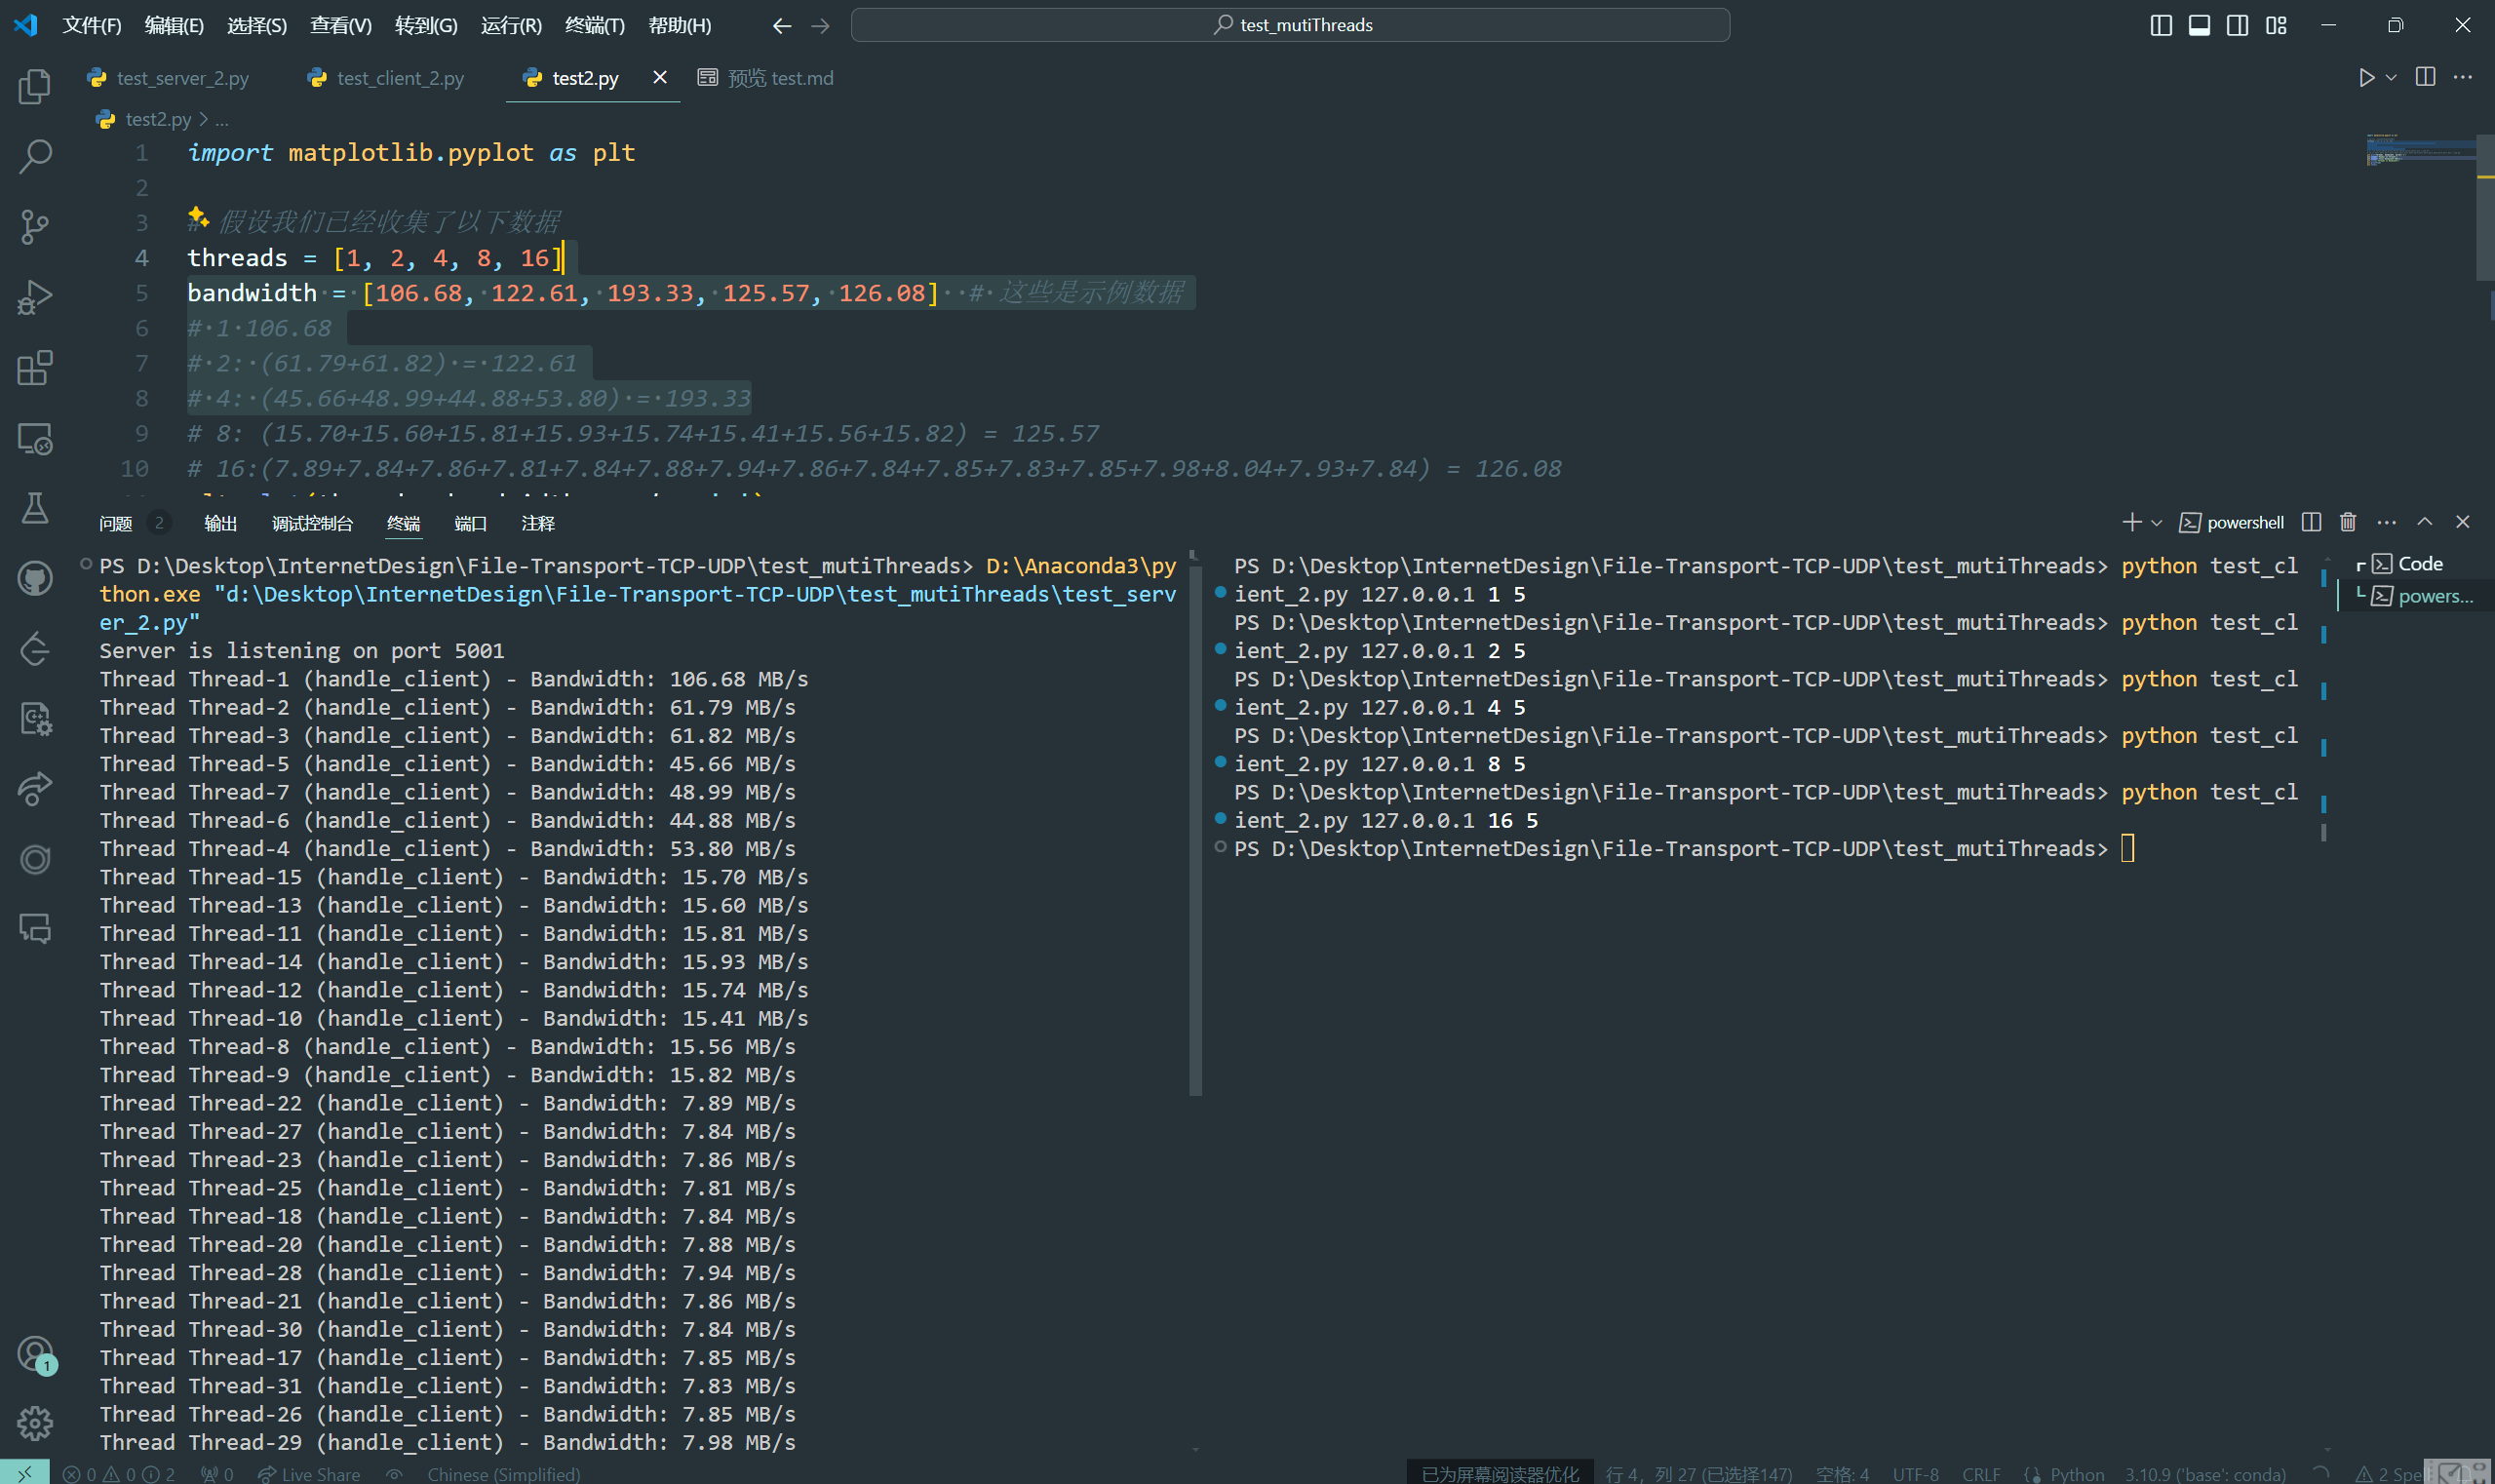 文件(F) 编辑(E) 选择(S) 查看(V) 转到(G) 运行(R) 终端(T) 帮助(H) test_mutiThreads
test_server_2.py test_client_2.py test2.py 预览 test.md
test2.py > ...
1 import matplotlib.pyplot as plt
2
3 # 假设我们已经收集了以下数据
4 threads = [1, 2, 4, 8, 16]
5 bandwidth = [106.68, 122.61, 193.33, 125.57, 126.08]  # 这些是示例数据
6 # 1 106.68
7 # 2: (61.79+61.82) = 122.61
8 # 4: (45.66+48.99+44.88+53.80) = 193.33
9 # 8: (15.70+15.60+15.81+15.93+15.74+15.41+15.56+15.82) = 125.57
10 # 16:(7.89+7.84+7.86+7.81+7.84+7.88+7.94+7.86+7.84+7.85+7.83+7.85+7.98+8.04+7.93+7.84) = 126.08
问题 2 输出 调试控制台 终端 端口 注释 powershell
PS D:\Desktop\InternetDesign\File-Transport-TCP-UDP\test_mutiThreads> D:\Anaconda3\py
thon.exe "d:\Desktop\InternetDesign\File-Transport-TCP-UDP\test_mutiThreads\test_serv
er_2.py"
Server is listening on port 5001
Thread Thread-1 (handle_client) - Bandwidth: 106.68 MB/s
Thread Thread-2 (handle_client) - Bandwidth: 61.79 MB/s
Thread Thread-3 (handle_client) - Bandwidth: 61.82 MB/s
Thread Thread-5 (handle_client) - Bandwidth: 45.66 MB/s
Thread Thread-7 (handle_client) - Bandwidth: 48.99 MB/s
Thread Thread-6 (handle_client) - Bandwidth: 44.88 MB/s
Thread Thread-4 (handle_client) - Bandwidth: 53.80 MB/s
Thread Thread-15 (handle_client) - Bandwidth: 15.70 MB/s
Thread Thread-13 (handle_client) - Bandwidth: 15.60 MB/s
Thread Thread-11 (handle_client) - Bandwidth: 15.81 MB/s
Thread Thread-14 (handle_client) - Bandwidth: 15.93 MB/s
Thread Thread-12 (handle_client) - Bandwidth: 15.74 MB/s
Thread Thread-10 (handle_client) - Bandwidth: 15.41 MB/s
Thread Thread-8 (handle_client) - Bandwidth: 15.56 MB/s
Thread Thread-9 (handle_client) - Bandwidth: 15.82 MB/s
Thread Thread-22 (handle_client) - Bandwidth: 7.89 MB/s
Thread Thread-27 (handle_client) - Bandwidth: 7.84 MB/s
Thread Thread-23 (handle_client) - Bandwidth: 7.86 MB/s
Thread Thread-25 (handle_client) - Bandwidth: 7.81 MB/s
Thread Thread-18 (handle_client) - Bandwidth: 7.84 MB/s
Thread Thread-20 (handle_client) - Bandwidth: 7.88 MB/s
Thread Thread-28 (handle_client) - Bandwidth: 7.94 MB/s
Thread Thread-21 (handle_client) - Bandwidth: 7.86 MB/s
Thread Thread-30 (handle_client) - Bandwidth: 7.84 MB/s
Thread Thread-17 (handle_client) - Bandwidth: 7.85 MB/s
Thread Thread-31 (handle_client) - Bandwidth: 7.83 MB/s
Thread Thread-26 (handle_client) - Bandwidth: 7.85 MB/s
Thread Thread-29 (handle_client) - Bandwidth: 7.98 MB/s
PS D:\Desktop\InternetDesign\File-Transport-TCP-UDP\test_mutiThreads> python test_cl
ient_2.py 127.0.0.1 1 5
PS D:\Desktop\InternetDesign\File-Transport-TCP-UDP\test_mutiThreads> python test_cl
ient_2.py 127.0.0.1 2 5
PS D:\Desktop\InternetDesign\File-Transport-TCP-UDP\test_mutiThreads> python test_cl
ient_2.py 127.0.0.1 4 5
PS D:\Desktop\InternetDesign\File-Transport-TCP-UDP\test_mutiThreads> python test_cl
ient_2.py 127.0.0.1 8 5
PS D:\Desktop\InternetDesign\File-Transport-TCP-UDP\test_mutiThreads> python test_cl
ient_2.py 127.0.0.1 16 5
PS D:\Desktop\InternetDesign\File-Transport-TCP-UDP\test_mutiThreads>
Code
powers...
1
0 0 2 0 Live Share Chinese (Simplified) 已为屏幕阅读器优化 行 4，列 27 (已选择147) 空格: 4 UTF-8 CRLF Python 3.10.9 ('base': conda) 2